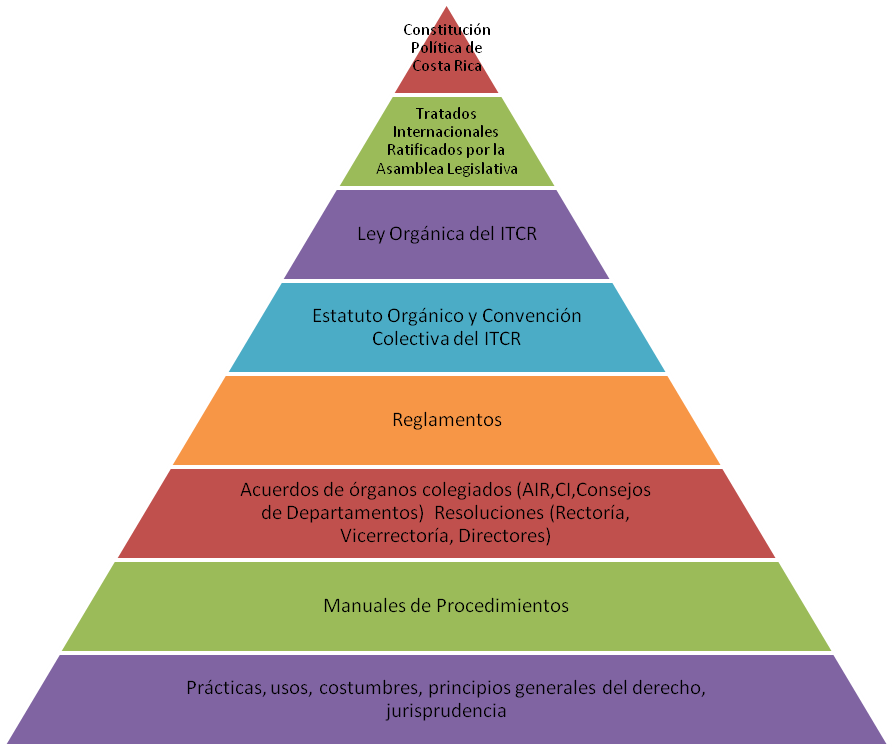 Constitución
Política de
Costa Rica
Tratados
Internacionales
Ratificados por la
Asamblea Legislativa
Ley Orgánica del ITCR
Estatuto Orgánico y Convención
Colectiva del ITCR
Reglamentos
Acuerdos de órganos colegiados (AIR,CI,Consejos
de Departamentos)  Resoluciones (Rectoría,
Vicerrectoría, Directores)
Manuales de Procedimientos
Prácticas, usos, costumbres, principios generales del derecho,
jurisprudencia